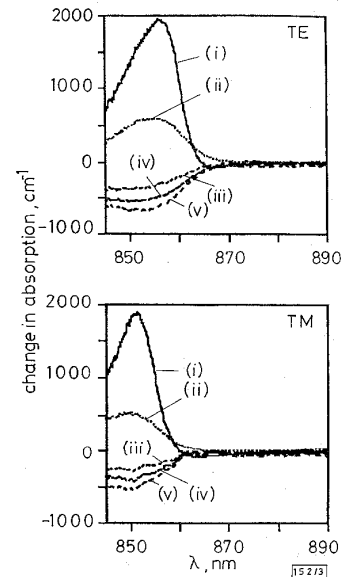 2000
TE
(i)
1000
(ii)
0
(iv)
(iii)
(v)
-1000
850
870
890
change in absorption, cm⁻¹
2000
TM
(i)
1000
(ii)
0
(iii)
(v)
(iv)
-1000
850
870
890
λ, nm
152/3